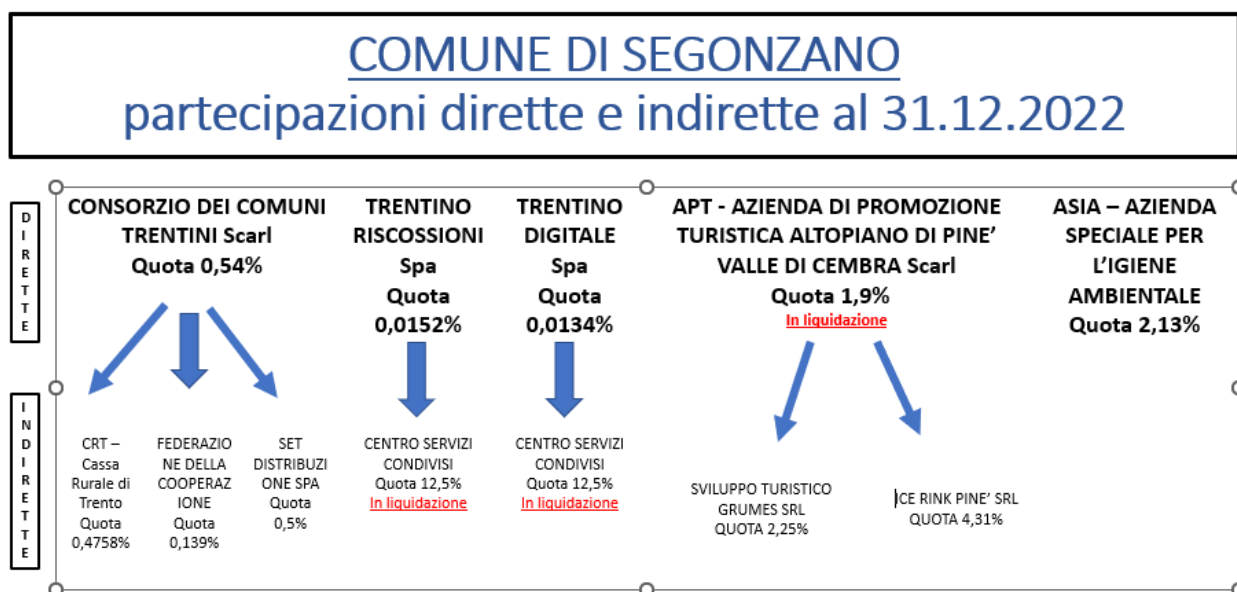 COMUNE DI SEGONZANO
partecipazioni dirette e indirette al 31.12.2022
DIRETTE
CONSORZIO DEI COMUNI
TRENTINI Scarl
Quota 0,54%
TRENTINO
RISCOSSIONI
Spa
Quota
0,0152%
TRENTINO
DIGITALE
Spa
Quota
0,0134%
APT - AZIENDA DI PROMOZIONE
TURISTICA ALTOPIANO DI PINE’
VALLE DI CEMBRA Scarl
Quota 1,9%
In liquidazione
ASIA – AZIENDA
SPECIALE PER
L’IGIENE
AMBIENTALE
Quota 2,13%
INDIRETTE
CRT –
Cassa
Rurale di
Trento
Quota
0,4758%
FEDERAZIO
NE DELLA
COOPERAZ
IONE
Quota
0,139%
SET
DISTRIBUZI
ONE SPA
Quota
0,5%
CENTRO SERVIZI
CONDIVISI
Quota 12,5%
In liquidazione
CENTRO SERVIZI
CONDIVISI
Quota 12,5%
In liquidazione
SVILUPPO TURISTICO
GRUMES SRL
QUOTA 2,25%
ICE RINK PINE’ SRL
QUOTA 4,31%